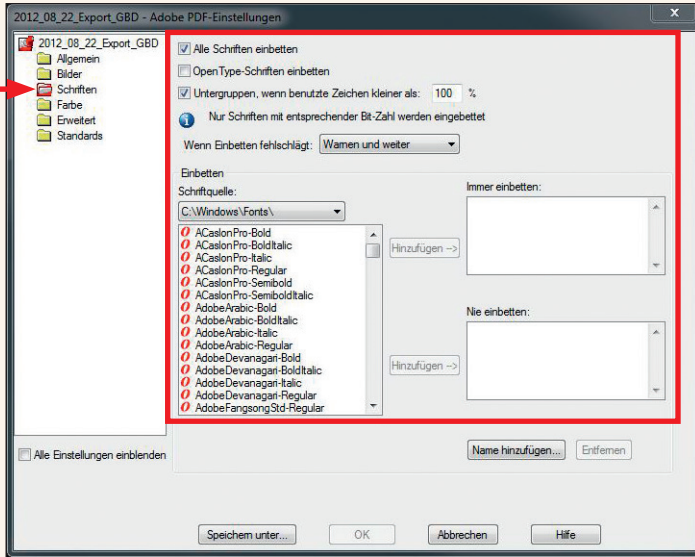 2012_08_22_Export_GBD - Adobe PDF-Einstellungen
x
2012_08_22_Export_GBD
Allgemein
Bilder
Schriften
Farbe
Erweitert
Standards
Alle Einstellungen einblenden
Alle Schriften einbetten
OpenType-Schriften einbetten
Untergruppen, wenn benutzte Zeichen kleiner als: 100 %
Nur Schriften mit entsprechender Bit-Zahl werden eingebettet
Wenn Einbetten fehlschlägt: Warnen und weiter
Einbetten
Schriftquelle:
C:\Windows\Fonts\
ACaslonPro-Bold
ACaslonPro-BoldItalic
ACaslonPro-Italic
ACaslonPro-Regular
ACaslonPro-Semibold
ACaslonPro-SemiboldItalic
AdobeArabic-Bold
AdobeArabic-BoldItalic
AdobeArabic-Italic
AdobeArabic-Regular
AdobeDevanagari-Bold
AdobeDevanagari-BoldItalic
AdobeDevanagari-Italic
AdobeDevanagari-Regular
AdobeFangsongStd-Regular
Immer einbetten:
Hinzufügen -->
Nie einbetten:
Hinzufügen -->
Name hinzufügen... Entfernen
Speichern unter... OK Abbrechen Hilfe